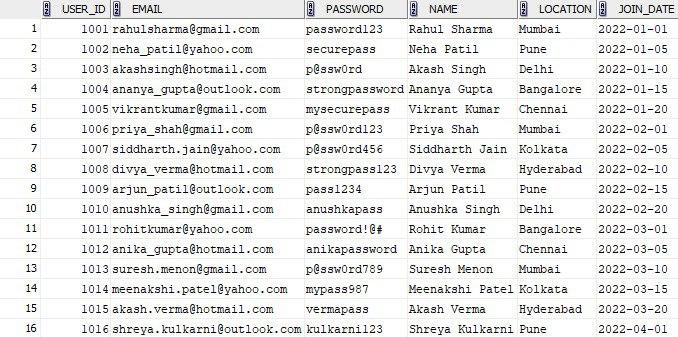 USER_ID EMAIL PASSWORD NAME LOCATION JOIN_DATE
1 1001 rahulsharma@gmail.com password123 Rahul Sharma Mumbai 2022-01-01
2 1002 neha_patil@yahoo.com securepass Neha Patil Pune 2022-01-05
3 1003 akashsingh@hotmail.com p@ssw0rd Akash Singh Delhi 2022-01-10
4 1004 ananya_gupta@outlook.com strongpassword Ananya Gupta Bangalore 2022-01-15
5 1005 vikrantkumar@gmail.com mysecurepass Vikrant Kumar Chennai 2022-01-20
6 1006 priya_shah@gmail.com p@ssw0rd123 Priya Shah Mumbai 2022-02-01
7 1007 siddharth.jain@yahoo.com p@ssw0rd456 Siddharth Jain Kolkata 2022-02-05
8 1008 divya_verma@hotmail.com strongpass123 Divya Verma Hyderabad 2022-02-10
9 1009 arjun_patil@outlook.com pass1234 Arjun Patil Pune 2022-02-15
10 1010 anushka_singh@gmail.com anushkapass Anushka Singh Delhi 2022-02-20
11 1011 rohitkumar@yahoo.com password!@# Rohit Kumar Bangalore 2022-03-01
12 1012 anika_gupta@hotmail.com anikapassword Anika Gupta Chennai 2022-03-05
13 1013 suresh.menon@gmail.com p@ssw0rd789 Suresh Menon Mumbai 2022-03-10
14 1014 meenakshi.patel@yahoo.com mypass987 Meenakshi Patel Kolkata 2022-03-15
15 1015 akash.verma@hotmail.com vermapass Akash Verma Hyderabad 2022-03-20
16 1016 shreya.kulkarni@outlook.com kulkarni123 Shreya Kulkarni Pune 2022-04-01